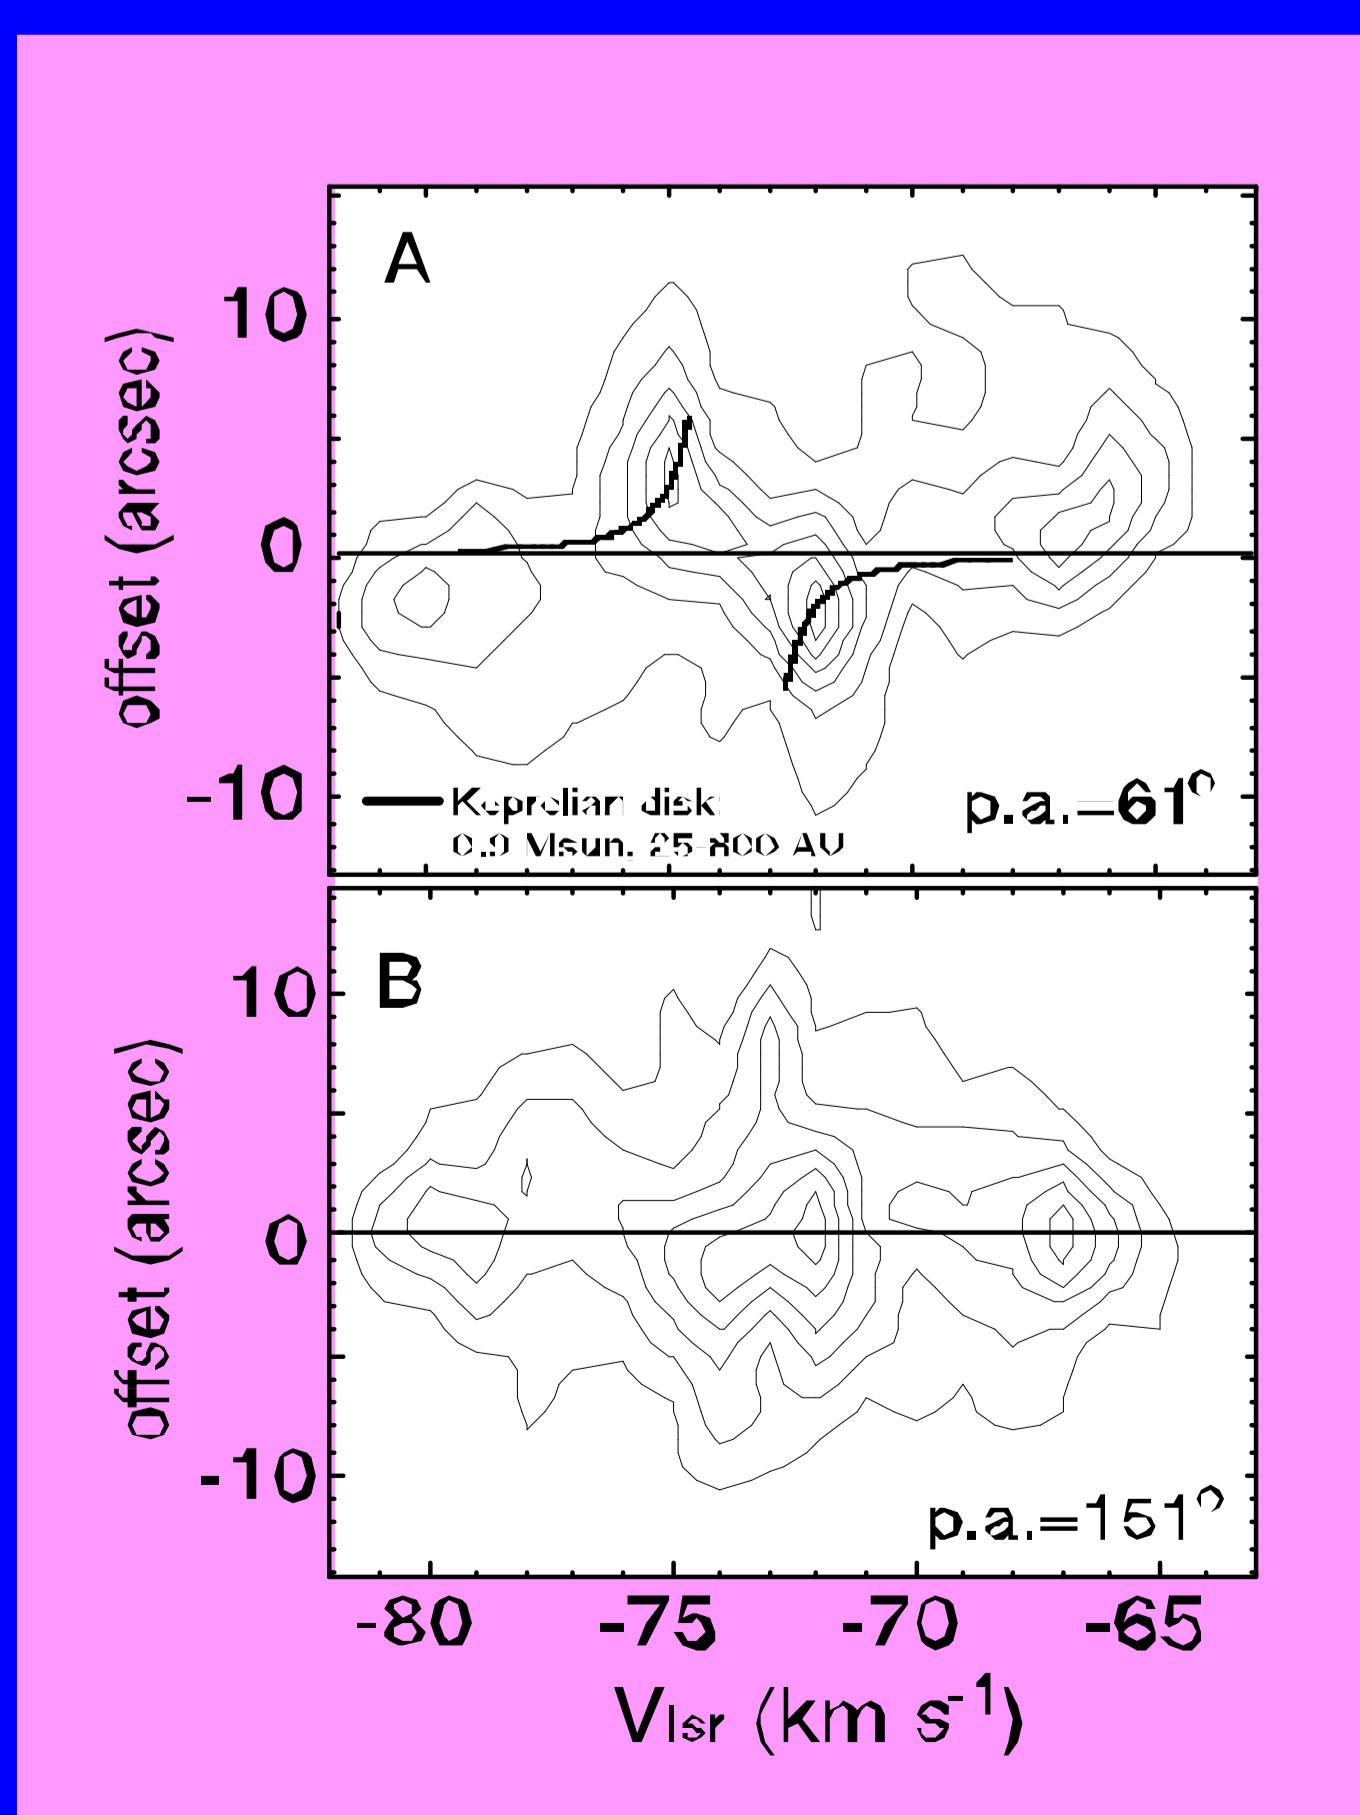 A
10
0
-10
offset (arcsec)
Keprelian disk:
0.9 Msun, 25-800 AU
p.a.=61°
B
10
0
-10
offset (arcsec)
p.a.=151°
-80 -75 -70 -65
Vlsr (km s-1)